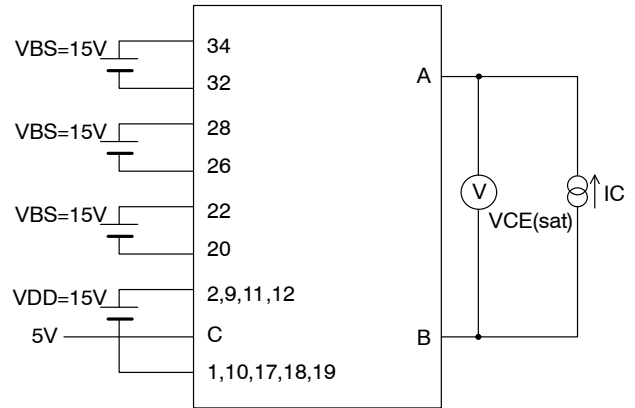 VBS=15V
34
32
VBS=15V
28
26
VBS=15V
22
20
VDD=15V
2,9,11,12
5V
C
1,10,17,18,19
A
V
VCE(sat)
IC
B